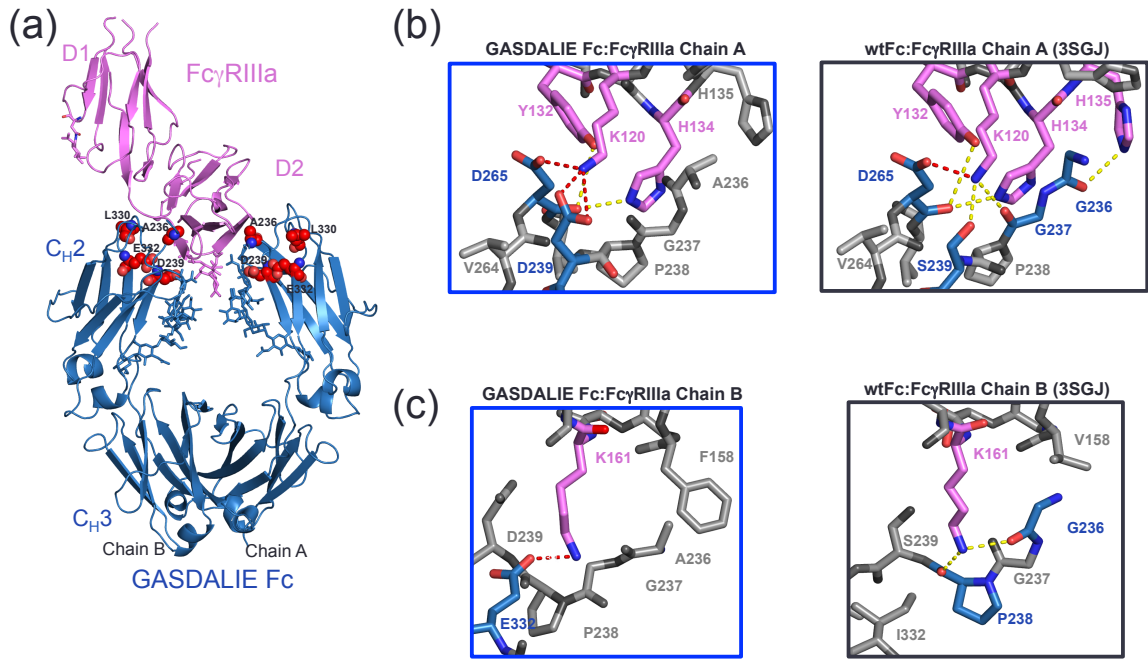 (a)
D1
FcγRIIIa
D2
L330
A236
A236
L330
E332
D239
D239
E332
CH2
CH3
Chain B
Chain A
GASDALIE Fc
(b)
GASDALIE Fc:FcγRIIIa Chain A
Y132
K120
H134
H135
D265
A236
G237
P238
D239
V264
wtFc:FcγRIIIa Chain A (3SGJ)
Y132
K120
H134
H135
D265
G236
G237
P238
S239
V264
(c)
GASDALIE Fc:FcγRIIIa Chain B
K161
F158
D239
A236
G237
P238
E332
wtFc:FcγRIIIa Chain B (3SGJ)
K161
V158
G236
S239
G237
P238
I332